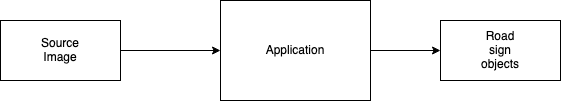 Source
Image
Application
Road
sign
objects